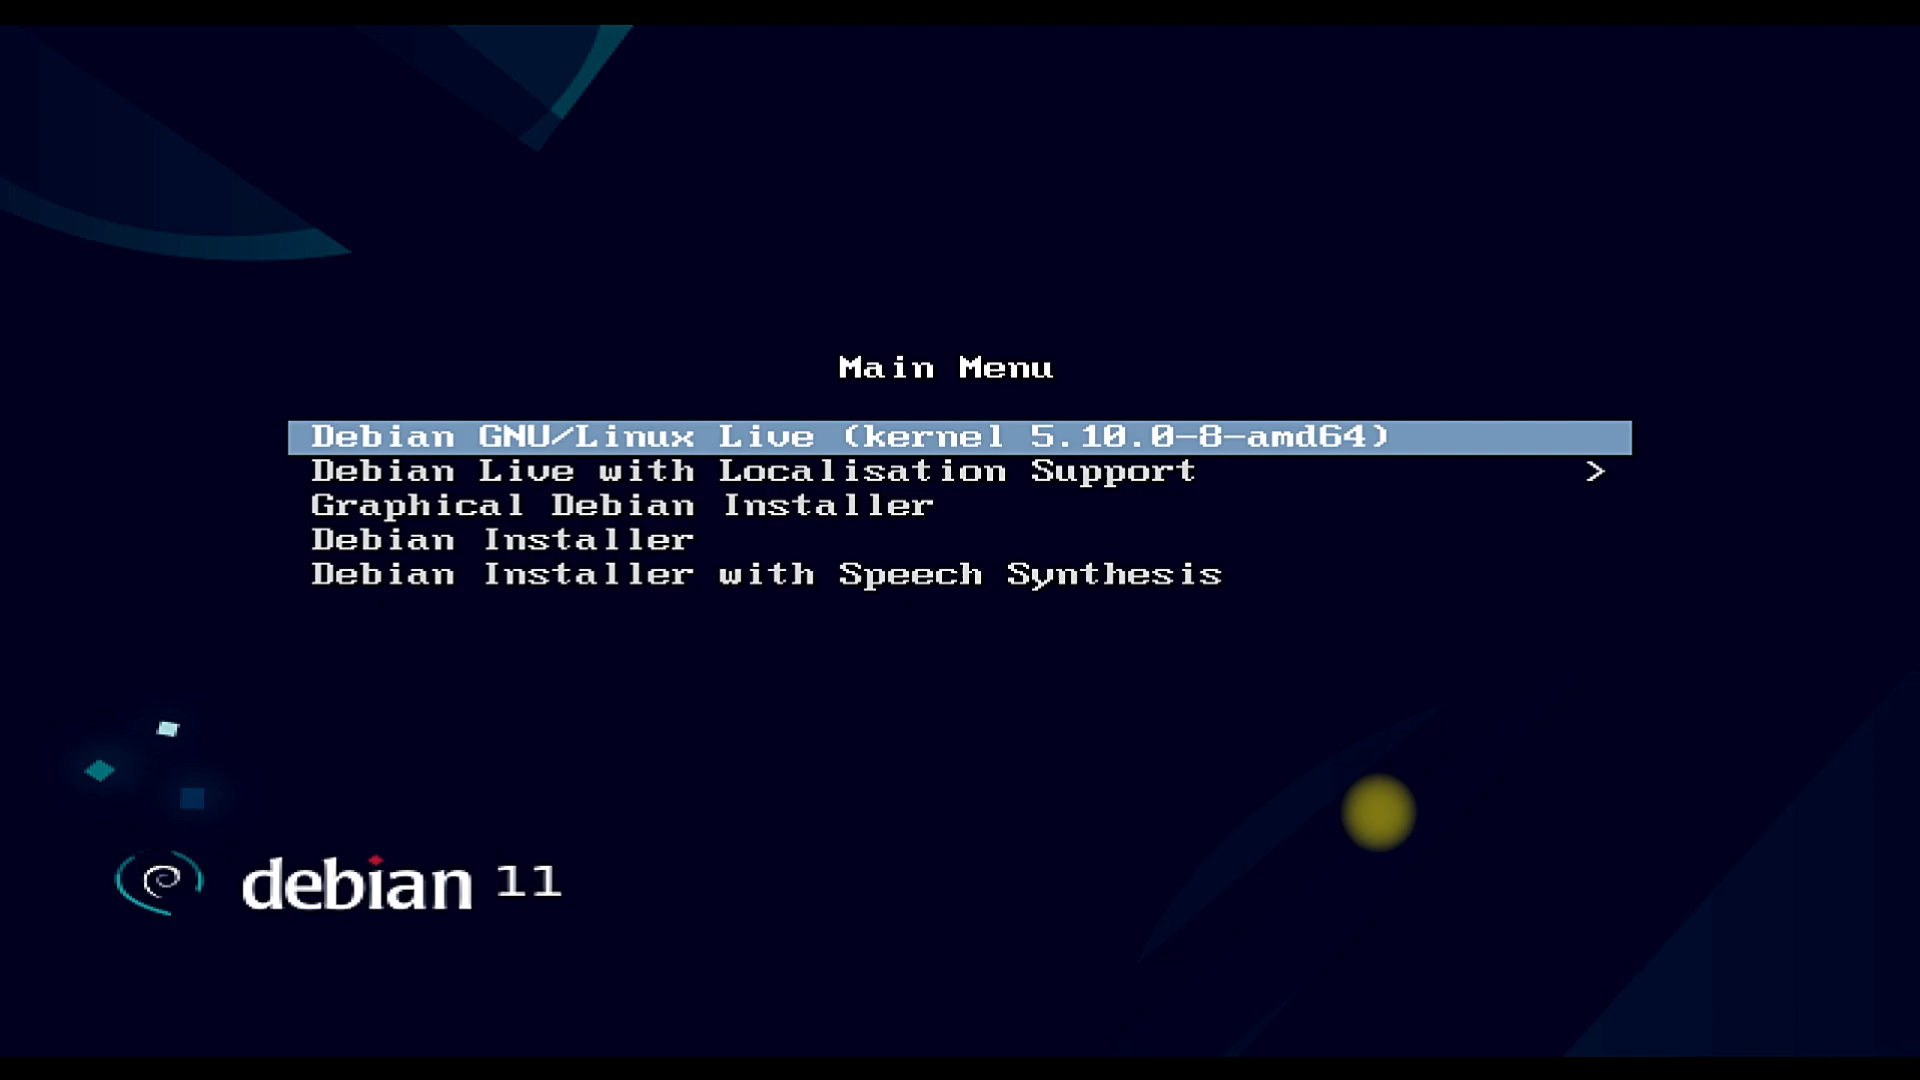 Main Menu
Debian GNU/Linux Live (kernel 5.10.0-8-amd64)
Debian Live with Localisation Support >
Graphical Debian Installer
Debian Installer
Debian Installer with Speech Synthesis
debian 11